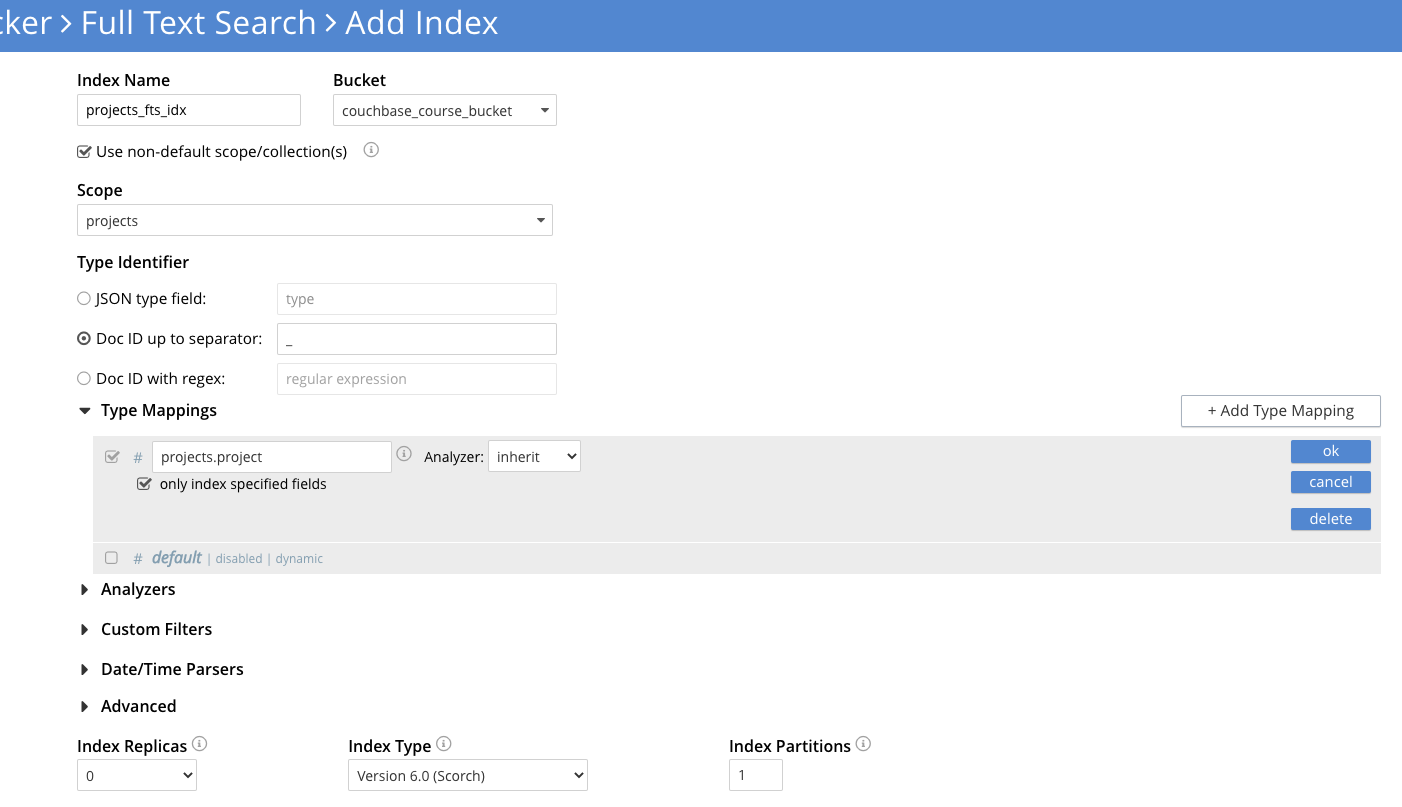 cker > Full Text Search > Add Index
Index Name Bucket
projects_fts_idx couchbase_course_bucket
Use non-default scope/collection(s)
Scope
projects
Type Identifier
JSON type field: type
Doc ID up to separator: _
Doc ID with regex: regular expression
Type Mappings + Add Type Mapping
# projects.project Analyzer: inherit ok
only index specified fields cancel
delete
# default | disabled | dynamic
Analyzers
Custom Filters
Date/Time Parsers
Advanced
Index Replicas Index Type Index Partitions
0 Version 6.0 (Scorch) 1